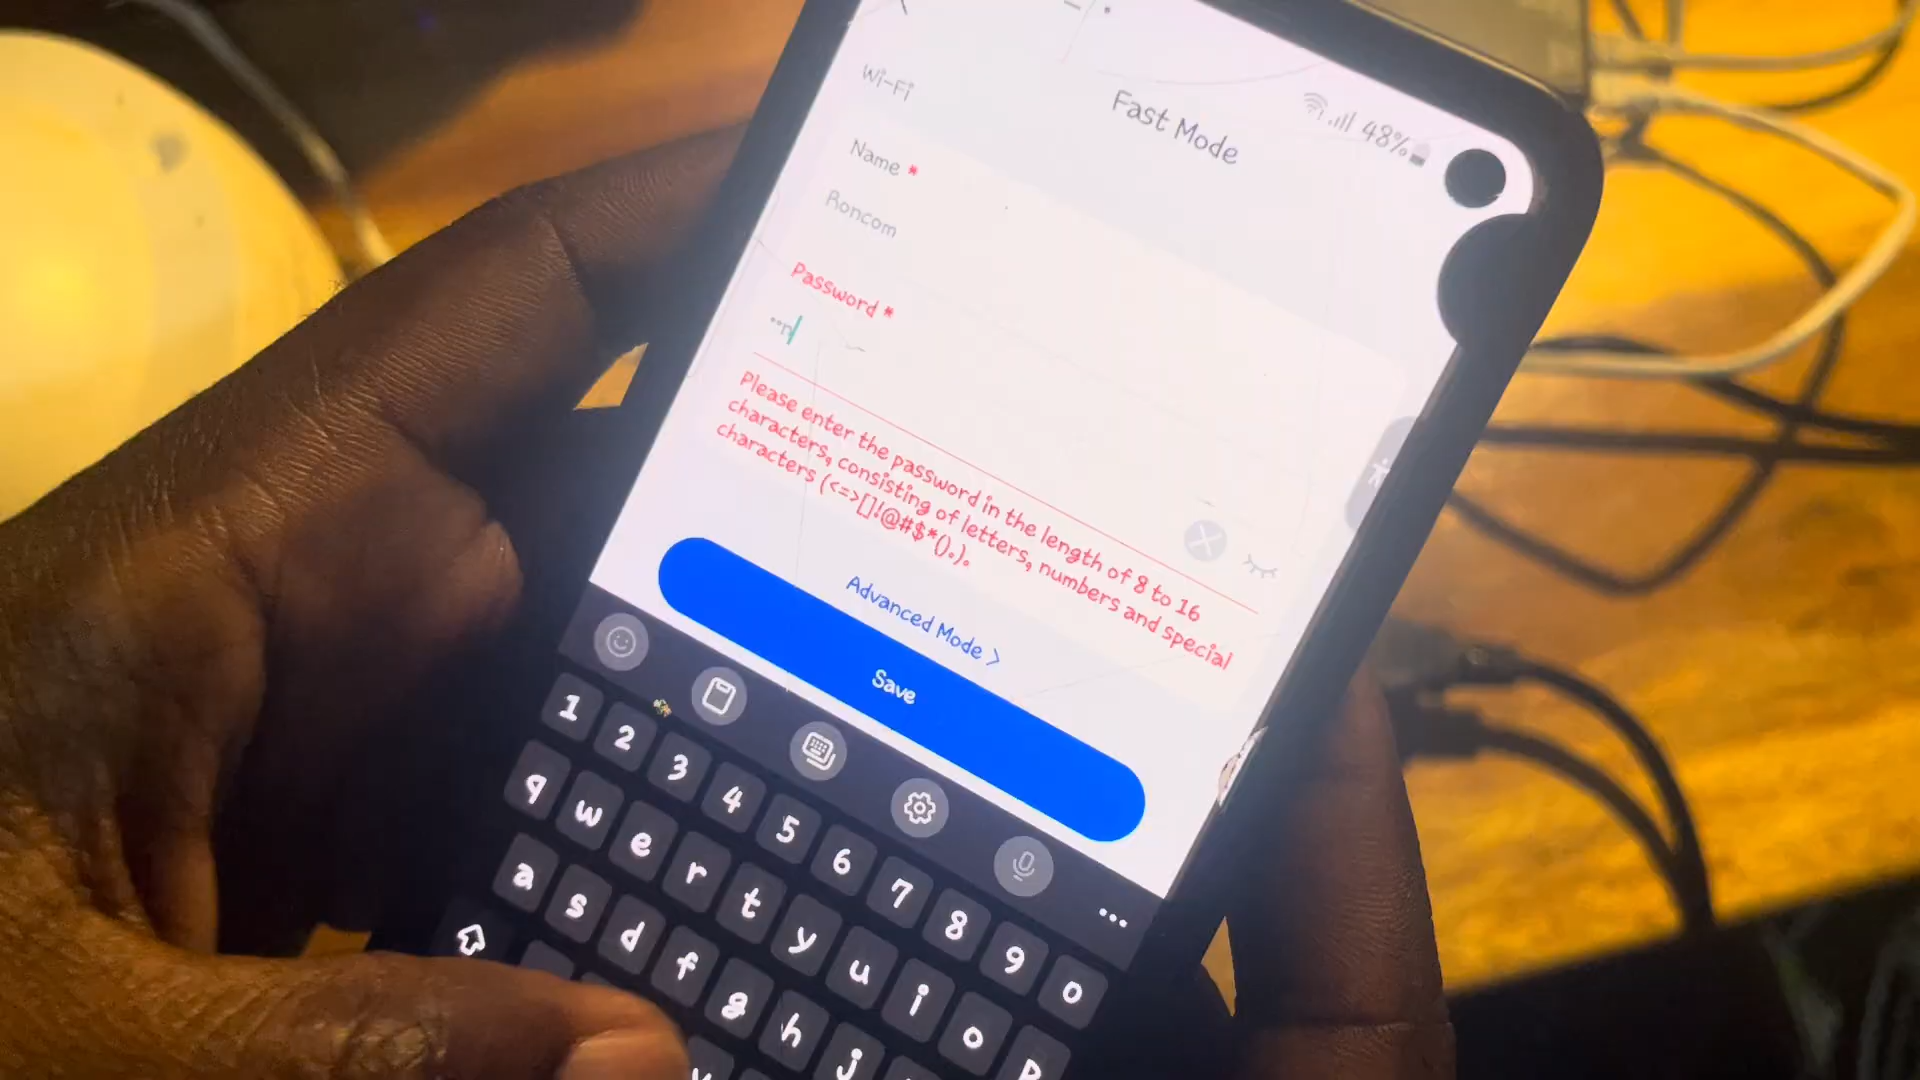 48%
Fast Mode
Wi-Fi
Name *
Roncom
Password *
**n
Please enter the password in the length of 8 to 16
characters, consisting of letters, numbers and special
characters (<=>[]!@#$*().).
Advanced Mode >
Save
1 2 3 4 5 6 7 8 9 0
q w e r t y u i o p
a s d f g h j